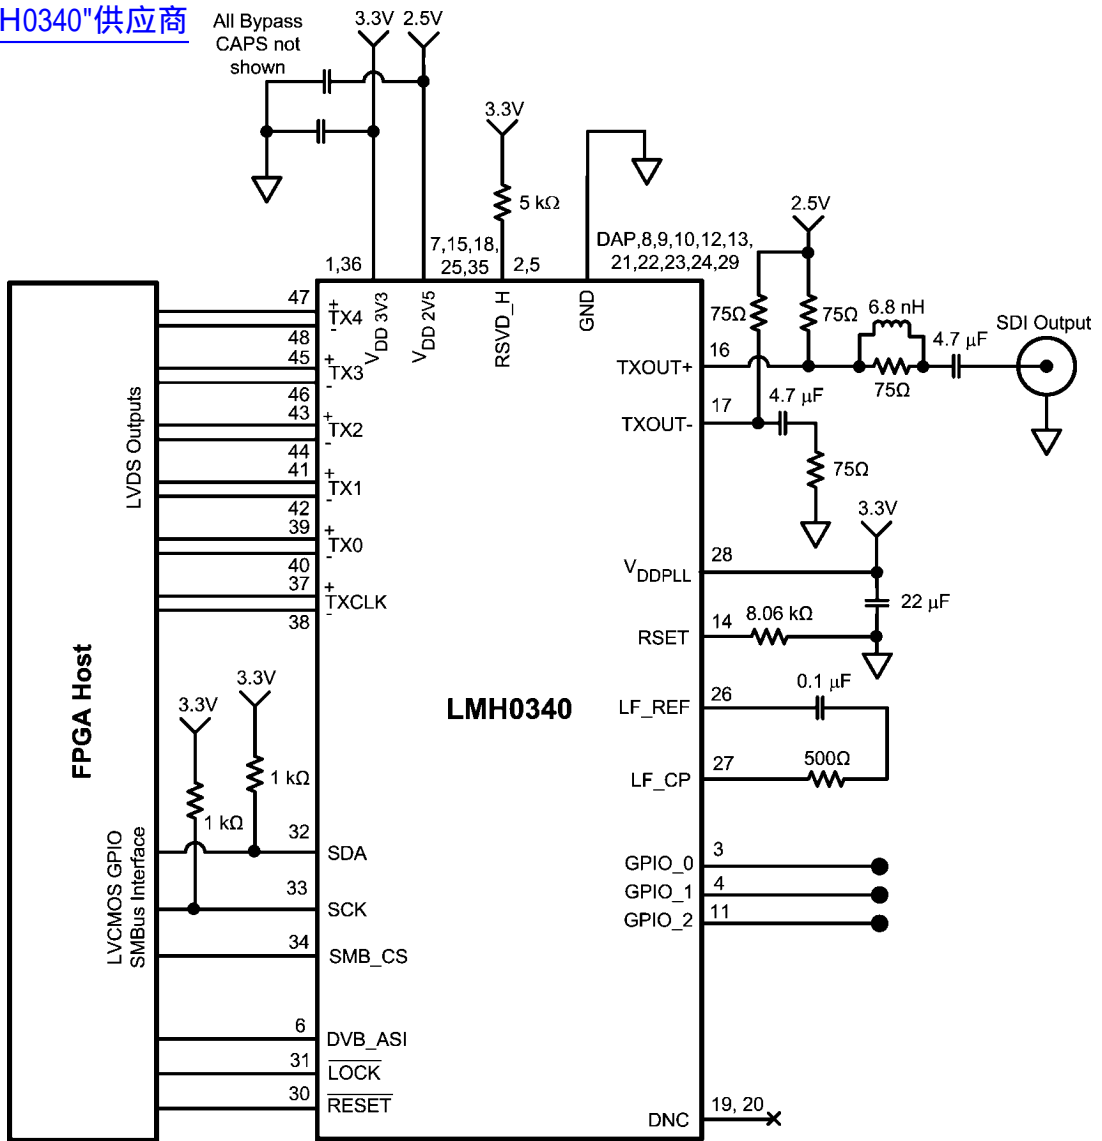 H0340"供应商
All Bypass
CAPS not
shown
3.3V
2.5V
3.3V
5 kΩ
7,15,18,
25,35
1,36
2,5
DAP,8,9,10,12,13,
21,22,23,24,29
VDD 3V3
VDD 2V5
RSVD_H
GND
2.5V
75Ω
75Ω
6.8 nH
75Ω
4.7 µF
SDI Output
16
TXOUT+
17
TXOUT-
4.7 µF
75Ω
3.3V
28
VDDPLL
22 µF
14
RSET
8.06 kΩ
26
LF_REF
0.1 µF
27
LF_CP
500Ω
3
GPIO_0
4
GPIO_1
11
GPIO_2
19, 20
DNC
LMH0340
47
+
TX4
-
48
45
+
TX3
-
46
43
+
TX2
-
44
41
+
TX1
-
42
39
+
TX0
-
40
37
+
TXCLK
-
38
LVDS Outputs
FPGA Host
3.3V
3.3V
1 kΩ
1 kΩ
LVCMOS GPIO
SMBus Interface
32
SDA
33
SCK
34
SMB_CS
6
DVB_ASI
31
LOCK
30
RESET